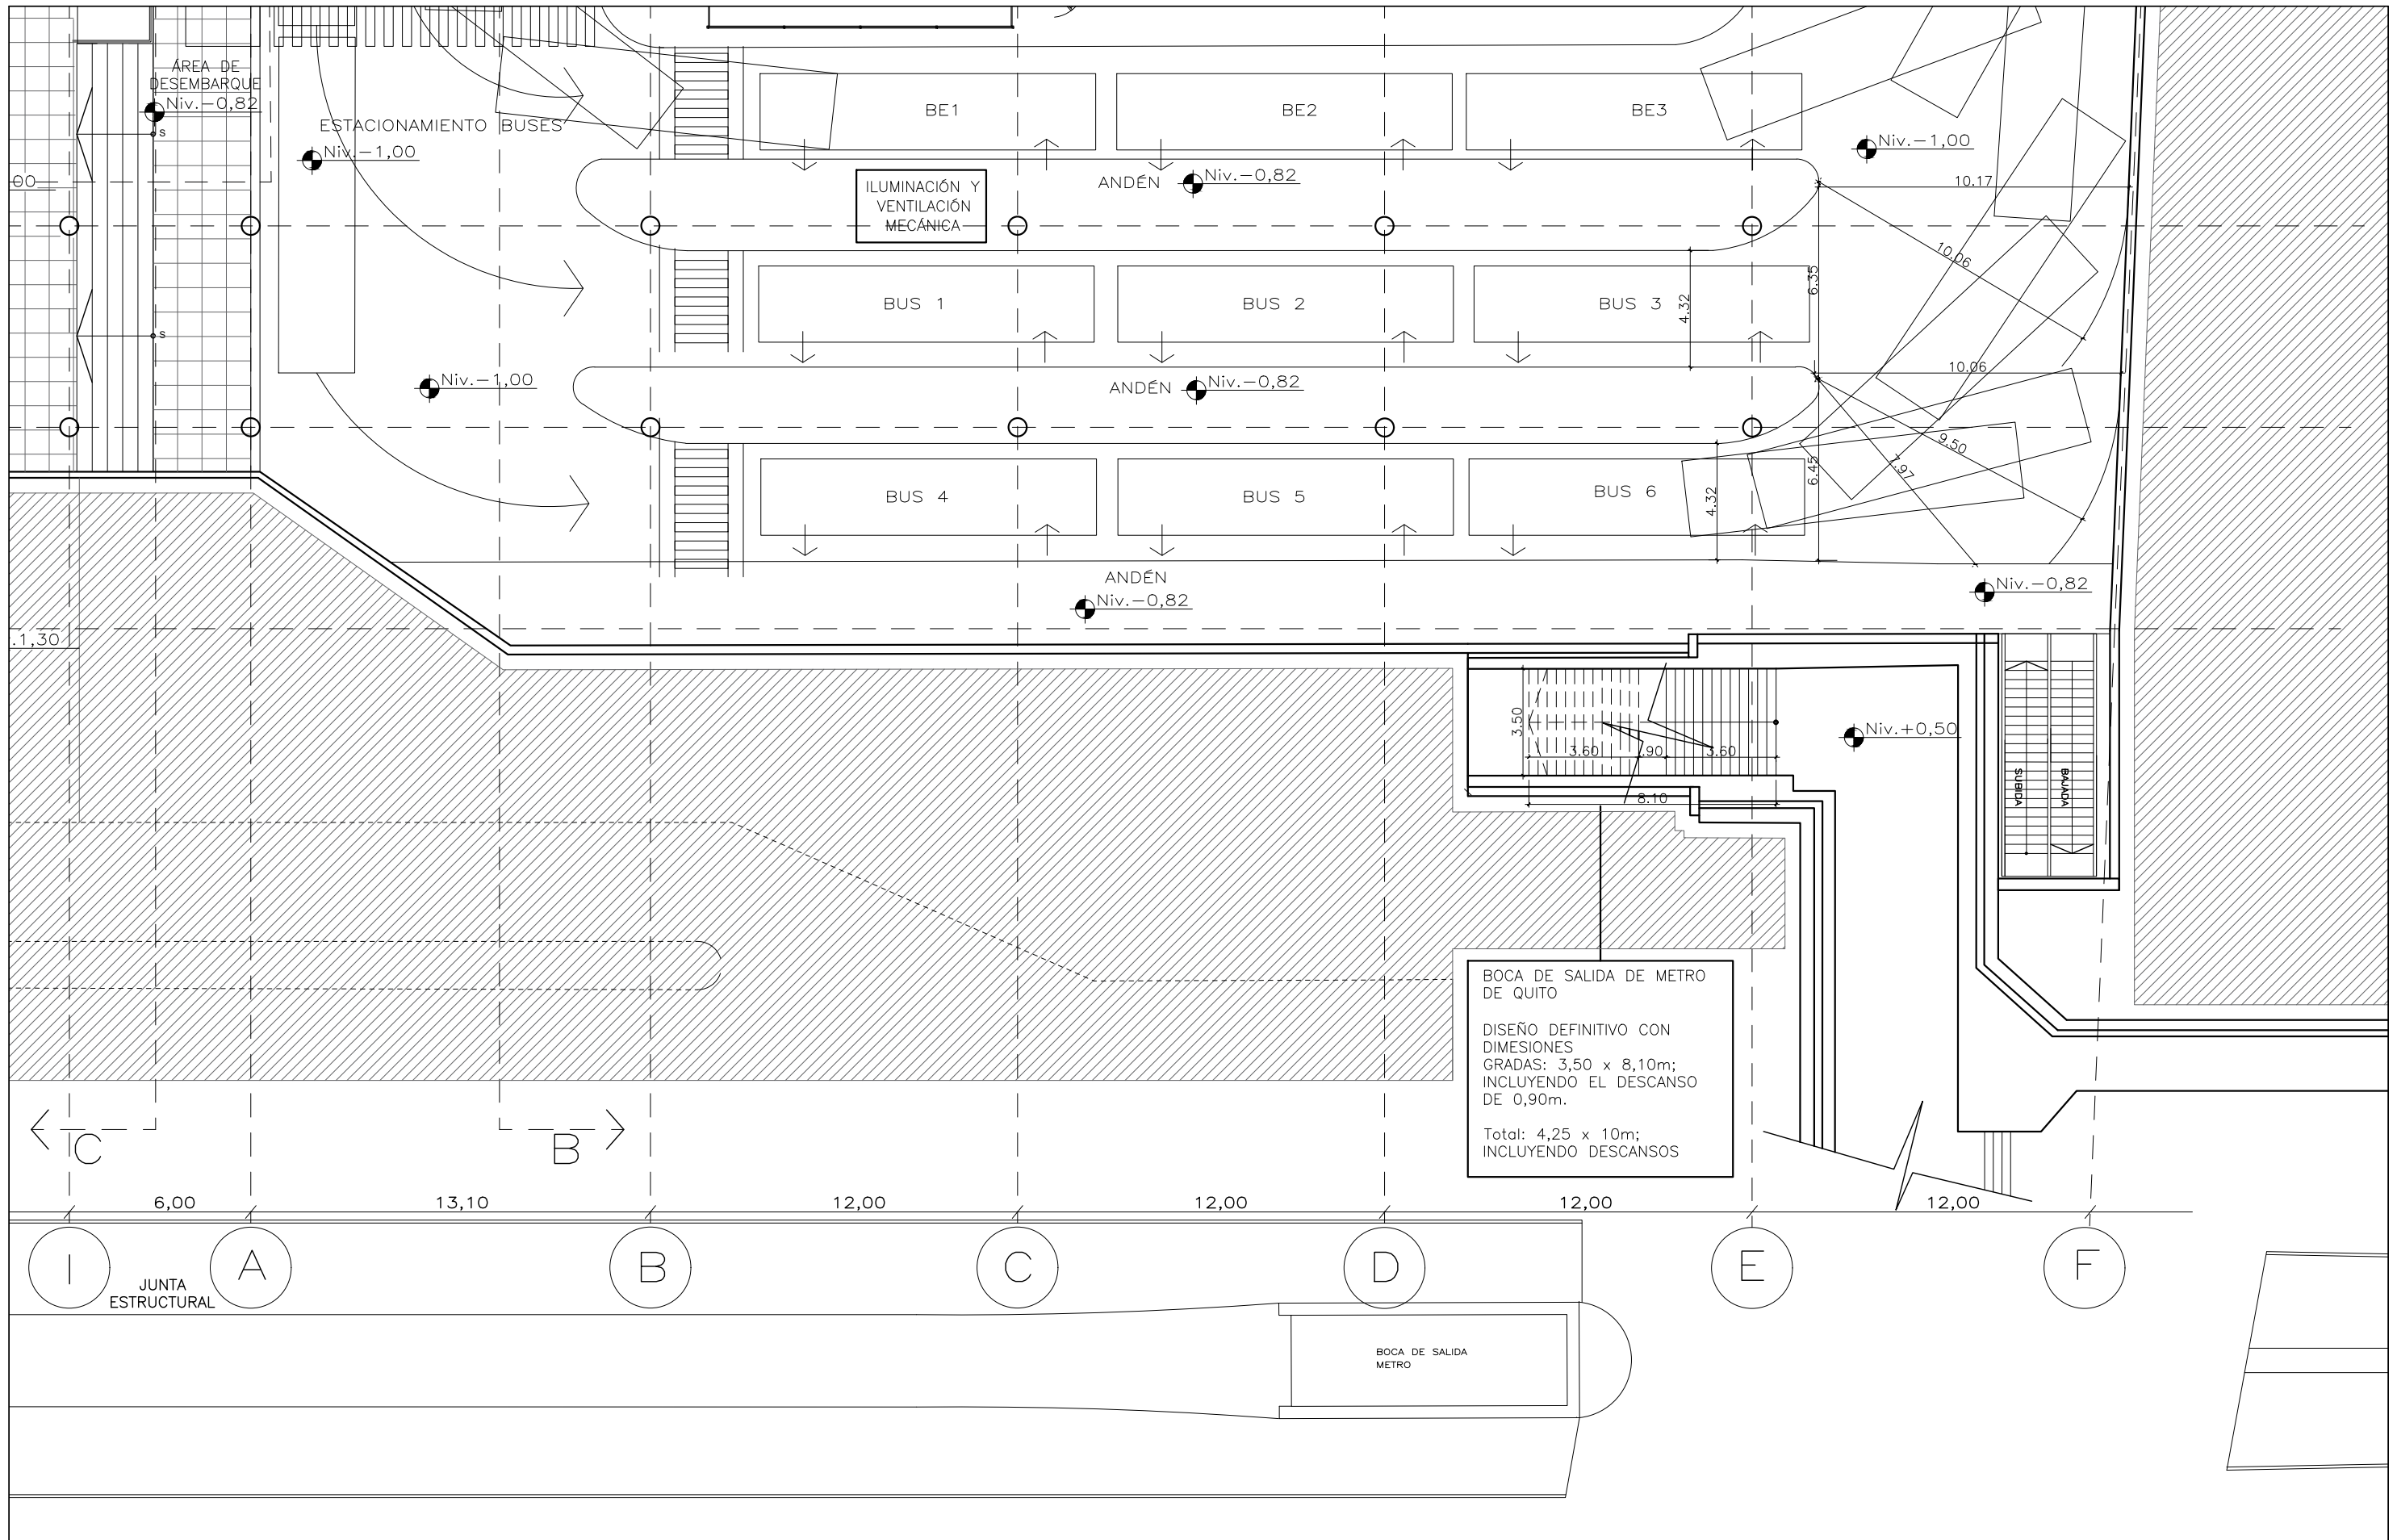 ÁREA DE
DESEMBARQUE
Niv.-0,82
ESTACIONAMIENTO BUSES
Niv.-1,00
BE1
BE2
BE3
Niv.-1,00
S
00
ILUMINACIÓN Y
VENTILACIÓN
MECÁNICA
ANDÉN
Niv.-0,82
10.17
10.06
6.35
S
BUS 1
BUS 2
BUS 3
4.32
Niv.-1,00
ANDÉN
Niv.-0,82
10.06
9.50
7.97
6.45
4.32
BUS 4
BUS 5
BUS 6
ANDÉN
Niv.-0,82
Niv.-0,82
.1,30
3.50
3.60
.90
3.60
8.10
Niv.+0,50
SUBIDA
BAJADA
BOCA DE SALIDA DE METRO
DE QUITO
DISEÑO DEFINITIVO CON
DIMESIONES
GRADAS: 3,50 x 8,10m;
INCLUYENDO EL DESCANSO
DE 0,90m.
Total: 4,25 x 10m;
INCLUYENDO DESCANSOS
C
B
6,00
13,10
12,00
12,00
12,00
12,00
I
A
B
C
D
E
F
JUNTA
ESTRUCTURAL
BOCA DE SALIDA
METRO